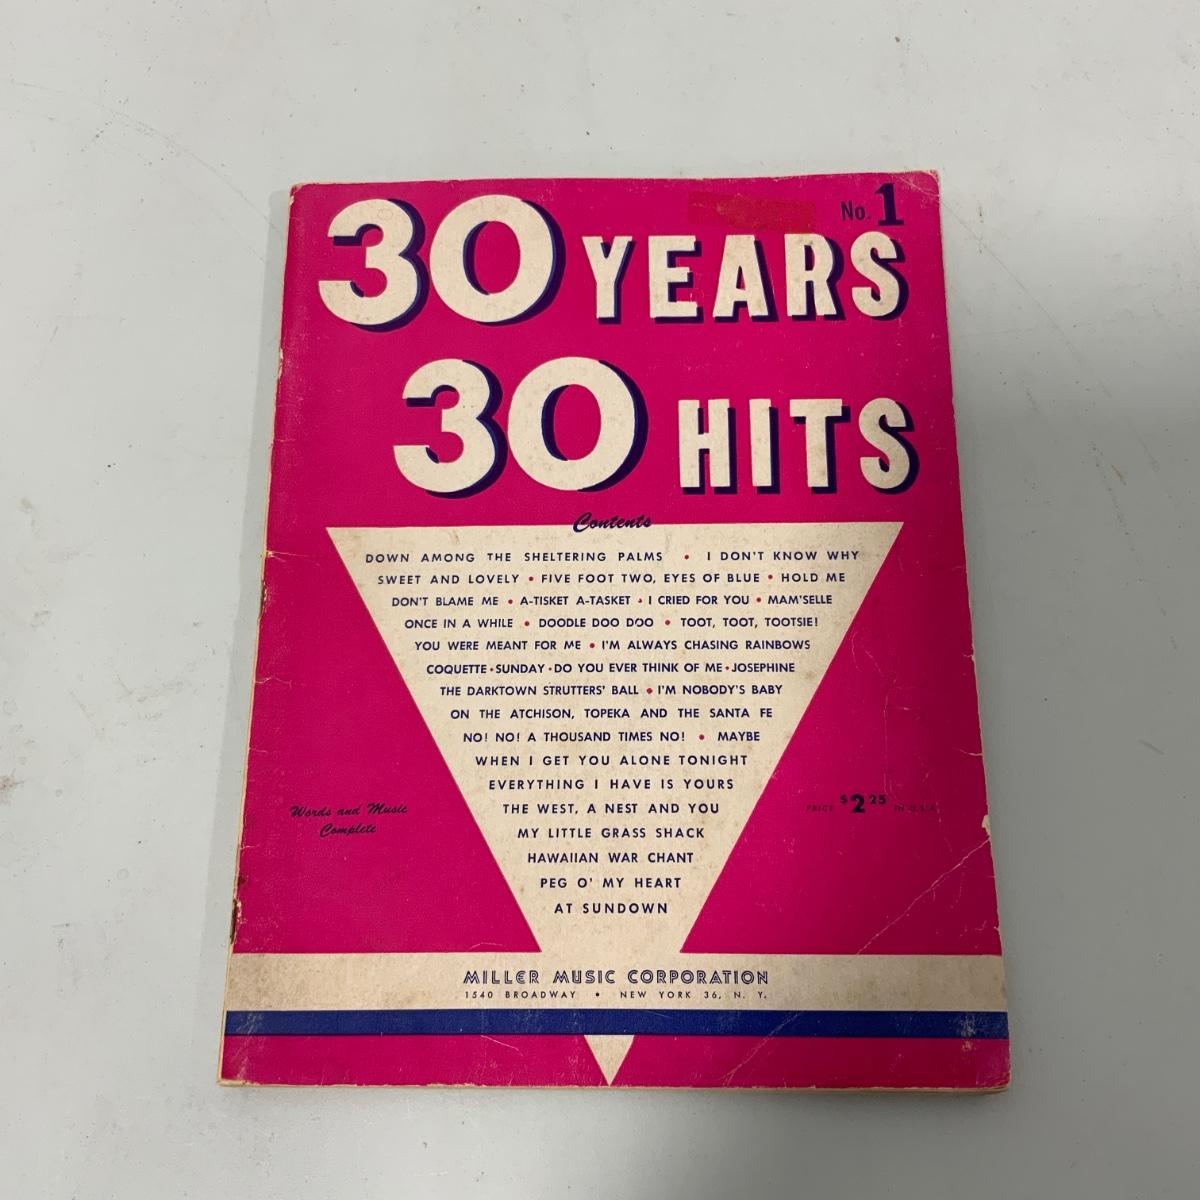 No. 1
30 YEARS
30 HITS
Contents
DOWN AMONG THE SHELTERING PALMS • I DON'T KNOW WHY
SWEET AND LOVELY • FIVE FOOT TWO, EYES OF BLUE • HOLD ME
DON'T BLAME ME • A-TISKET A-TASKET • I CRIED FOR YOU • MAM'SELLE
ONCE IN A WHILE • DOODLE DOO DOO • TOOT, TOOT, TOOTSIE!
YOU WERE MEANT FOR ME • I'M ALWAYS CHASING RAINBOWS
COQUETTE • SUNDAY • DO YOU EVER THINK OF ME • JOSEPHINE
THE DARKTOWN STRUTTERS' BALL • I'M NOBODY'S BABY
ON THE ATCHISON, TOPEKA AND THE SANTA FE
NO! NO! A THOUSAND TIMES NO! • MAYBE
WHEN I GET YOU ALONE TONIGHT
EVERYTHING I HAVE IS YOURS
THE WEST, A NEST AND YOU
MY LITTLE GRASS SHACK
HAWAIIAN WAR CHANT
PEG O' MY HEART
AT SUNDOWN
Words and Music
Complete
PRICE $2.25 IN U.S.A.
MILLER MUSIC CORPORATION
1540 BROADWAY • NEW YORK 36, N. Y.